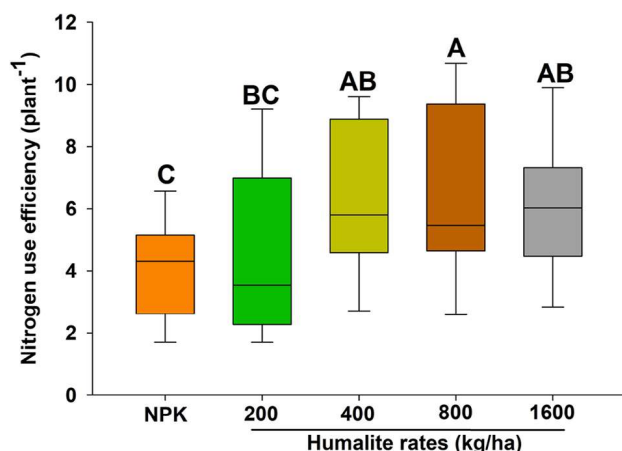 Nitrogen use efficiency (plant⁻¹)
12
10
8
6
4
2
0
C
BC
AB
A
AB
NPK 200 400 800 1600
Humalite rates (kg/ha)